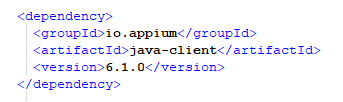 <dependency>
<groupId>io.appium</groupId>
<artifactId>java-client</artifactId>
<version>6.1.0</version>
</dependency>